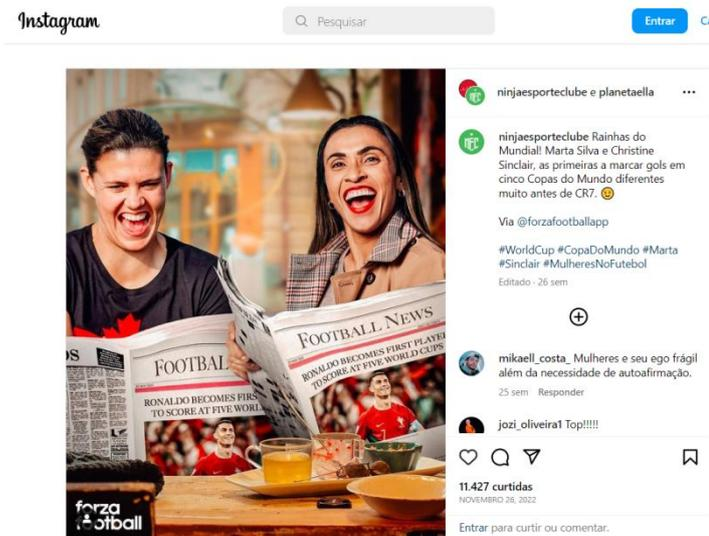 Instagram
Pesquisar
Entrar
ninjaesporteclube e planetaella
ninjaesporteclube Rainhas do
Mundial! Marta Silva e Christine
Sinclair, as primeiras a marcar gols em
cinco Copas do Mundo diferentes
muito antes de CR7.
Via @forzafootballapp
#WorldCup #CopaDoMundo #Marta
#Sinclair #MulheresNoFutebol
Editado · 26 sem
mikaell_costa_ Mulheres e seu ego frágil
além da necessidade de autoafirmação.
25 sem Responder
jozi_oliveira1 Top!!!!!
11.427 curtidas
NOVEMBRO 26, 2022
Entrar para curtir ou comentar.
FOOTBAL
RONALDO BECOMES FIRS
TO SCORE AT FIVE WORL
FOOTBALL NEWS
RONALDO BECOMES FIRST PLAYE
TO SCORE AT FIVE WORLD CUPS
forza
football